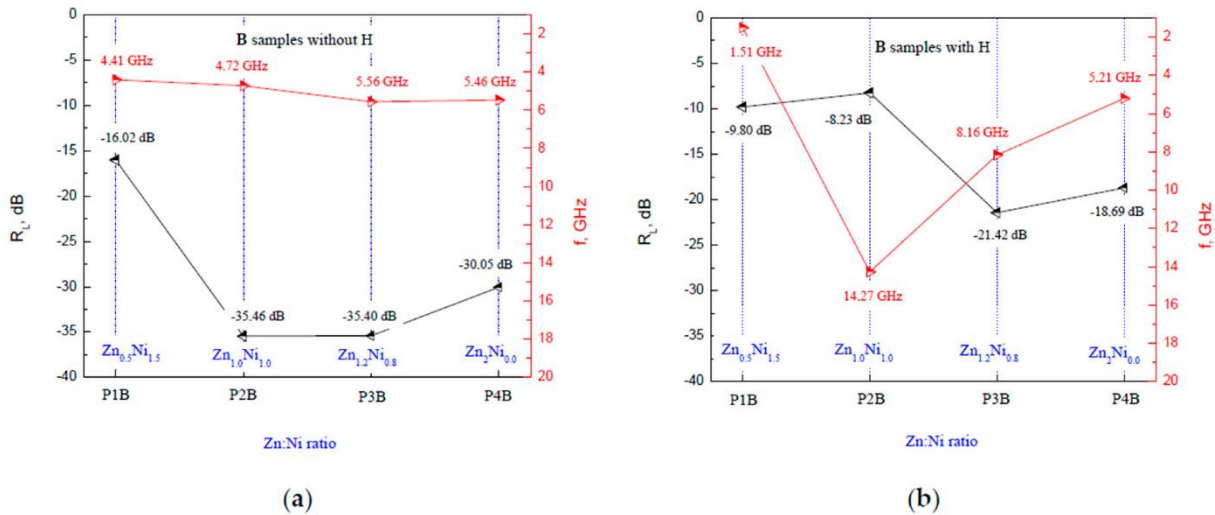 B samples without H
0
-5
-10
-15
-20
-25
-30
-35
-40
R_L, dB
2
4
6
8
10
12
14
16
18
20
f, GHz
4.41 GHz
4.72 GHz
5.56 GHz
5.46 GHz
-16.02 dB
-35.46 dB
-35.40 dB
-30.05 dB
Zn0.5Ni1.5
Zn1.0Ni1.0
Zn1.2Ni0.8
Zn2Ni0.0
P1B
P2B
P3B
P4B
Zn:Ni ratio
(a)
B samples with H
0
-5
-10
-15
-20
-25
-30
-35
-40
R_L, dB
2
4
6
8
10
12
14
16
18
20
f, GHz
1.51 GHz
14.27 GHz
8.16 GHz
5.21 GHz
-9.80 dB
-8.23 dB
-21.42 dB
-18.69 dB
Zn0.5Ni1.5
Zn1.0Ni1.0
Zn1.2Ni0.8
Zn2Ni0.0
P1B
P2B
P3B
P4B
Zn:Ni ratio
(b)